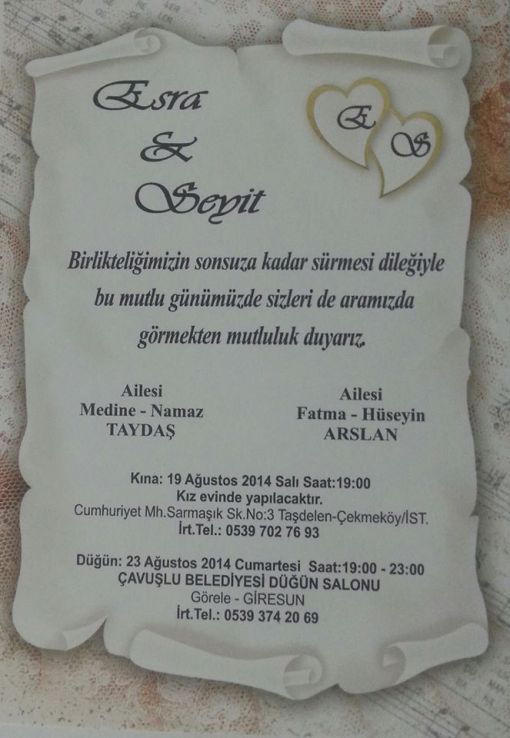 Esra
&
Seyit
E
S
Birlikteliğimizin sonsuza kadar sürmesi dileğiyle
bu mutlu günümüzde sizleri de aramızda
görmekten mutluluk duyarız.
Ailesi
Medine - Namaz
TAYDAŞ
Ailesi
Fatma - Hüseyin
ARSLAN
Kına: 19 Ağustos 2014 Salı Saat:19:00
Kız evinde yapılacaktır.
Cumhuriyet Mh.Sarmaşık Sk.No:3 Taşdelen-Çekmeköy/İST.
İrt.Tel.: 0539 702 76 93
Düğün: 23 Ağustos 2014 Cumartesi Saat:19:00 - 23:00
ÇAVUŞLU BELEDİYESİ DÜĞÜN SALONU
Görele - GİRESUN
İrt.Tel.: 0539 374 20 69